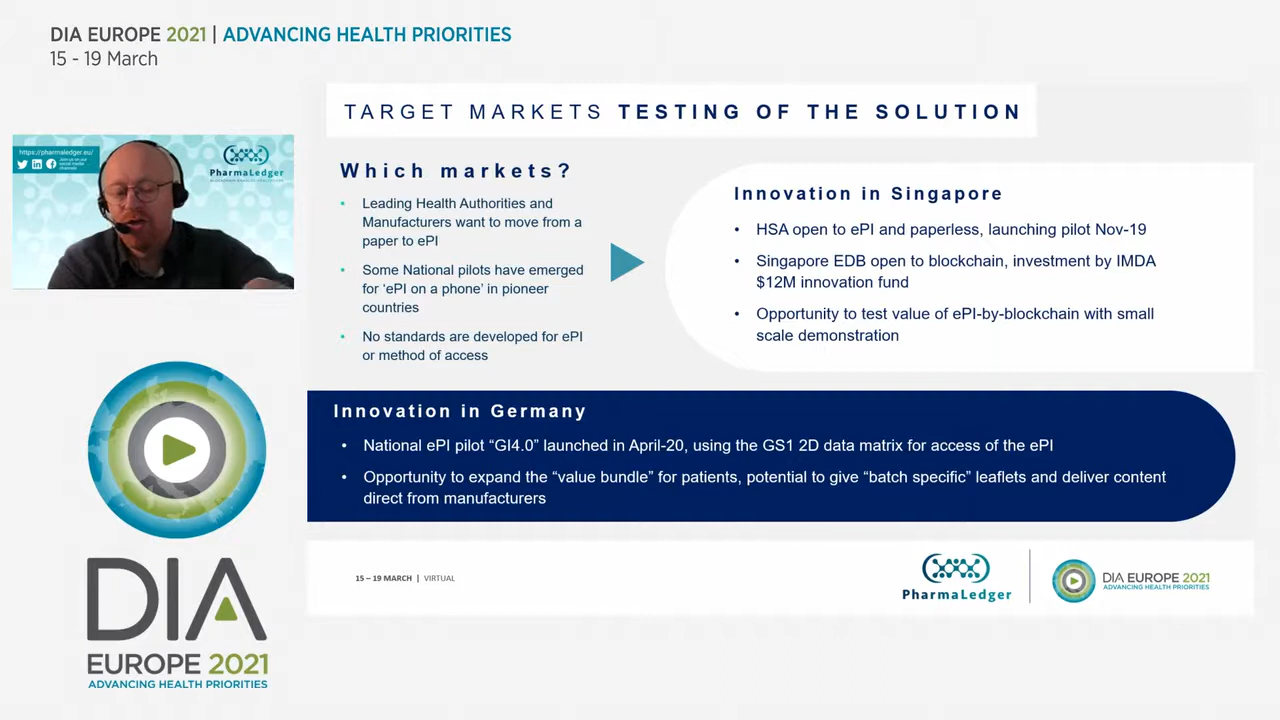 DIA EUROPE 2021 | ADVANCING HEALTH PRIORITIES
15 - 19 March
TARGET MARKETS TESTING OF THE SOLUTION
https://pharmaledger.eu/
Join us on our
social media
channels
PharmaLedger
Which markets?
• Leading Health Authorities and
Manufacturers want to move from a
paper to ePI
• Some National pilots have emerged
for ‘ePI on a phone’ in pioneer
countries
• No standards are developed for ePI
or method of access
Innovation in Singapore
• HSA open to ePI and paperless, launching pilot Nov-19
• Singapore EDB open to blockchain, investment by IMDA
$12M innovation fund
• Opportunity to test value of ePI-by-blockchain with small
scale demonstration
Innovation in Germany
• National ePI pilot “GI4.0” launched in April-20, using the GS1 2D data matrix for access of the ePI
• Opportunity to expand the “value bundle” for patients, potential to give “batch specific” leaflets and deliver content
direct from manufacturers
15 – 19 MARCH | VIRTUAL
PharmaLedger
DIA EUROPE 2021
ADVANCING HEALTH PRIORITIES
DIA
EUROPE 2021
ADVANCING HEALTH PRIORITIES